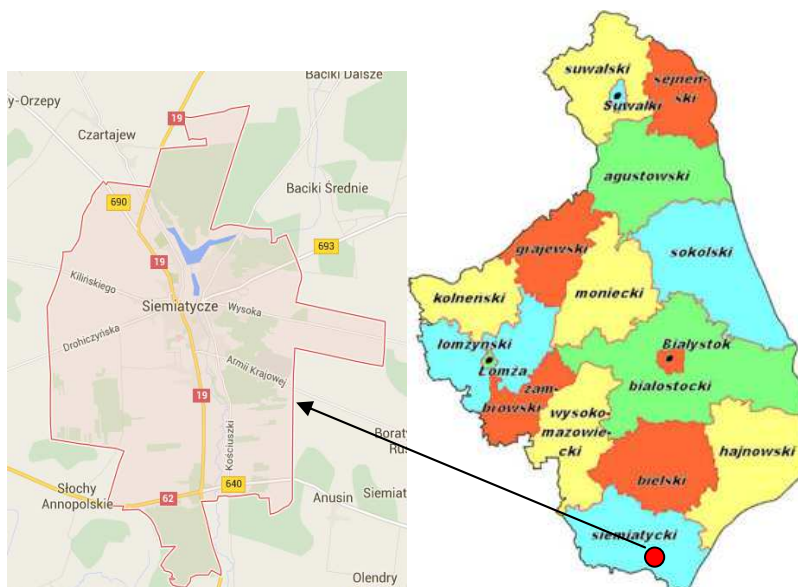 Baciki Dalsze
y-Orzepy
19
Czartajew
Baciki Średnie
690
693
19
Kilińskiego
Siemiatycze
Wysoka
Drohiczyńska
Armii Krajowej
19
Kościuszki
Boraty
Ru
640
Słochy
Annopolskie
62
Anusin
Siemiat
Olendry
suwalski
sejneń-
ski
Suwałki
agustowski
grajewski
sokolski
kolneński
moniecki
lomżyński
Łomża
Białystok
zam-
browski
białostocki
wysoko-
mazowie-
cki
hajnowski
bielski
siemiatycki